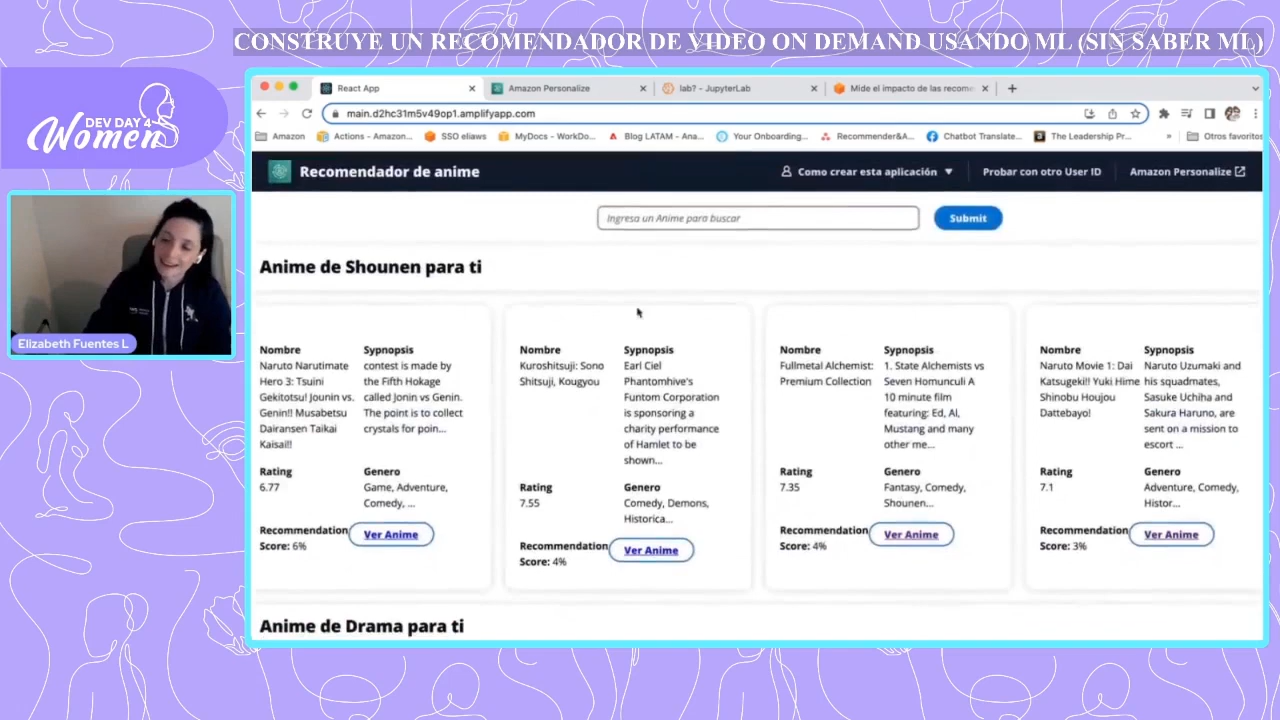 CONSTRUYE UN RECOMENDADOR DE VIDEO ON DEMAND USANDO ML (SIN SABER ML)
DEV DAY 4
Women
Elizabeth Fuentes L
React App
Amazon Personalize
lab? - JupyterLab
Mide el impacto de las recome
main.d2hc31m5v49op1.amplifyapp.com
Amazon
Actions - Amazon...
SSO eliaws
MyDocs - WorkDo...
Blog LATAM - Ana...
Your Onboarding...
Recommender&A...
Chatbot Translate...
The Leadership Pr...
»
Otros favoritos
Recomendador de anime
Como crear esta aplicación
Probar con otro User ID
Amazon Personalize
Ingresa un Anime para buscar
Submit
Anime de Shounen para ti
Nombre
Naruto Narutimate
Hero 3: Tsuini
Gekitotsu! Jounin vs.
Genin!! Musabetsu
Dairansen Taikai
Kaisai!!
Sypnopsis
contest is made by
the Fifth Hokage
called Jonin vs Genin.
The point is to collect
crystals for poin...
Rating
6.77
Genero
Game, Adventure,
Comedy, ...
Recommendation
Score: 6%
Ver Anime
Nombre
Kuroshitsuji: Sono
Shitsuji, Kougyou
Sypnopsis
Earl Ciel
Phantomhive's
Funtom Corporation
is sponsoring a
charity performance
of Hamlet to be
shown...
Rating
7.55
Genero
Comedy, Demons,
Historica...
Recommendation
Score: 4%
Ver Anime
Nombre
Fullmetal Alchemist:
Premium Collection
Sypnopsis
1. State Alchemists vs
Seven Homunculi A
10 minute film
featuring: Ed, Al,
Mustang and many
other me...
Rating
7.35
Genero
Fantasy, Comedy,
Shounen...
Recommendation
Score: 4%
Ver Anime
Nombre
Naruto Movie 1: Dai
Katsugeki!! Yuki Hime
Shinobu Houjou
Dattebayo!
Sypnopsis
Naruto Uzumaki and
his squadmates,
Sasuke Uchiha and
Sakura Haruno, are
sent on a mission to
escort ...
Rating
7.1
Genero
Adventure, Comedy,
Histor...
Recommendation
Score: 3%
Ver Anime
Anime de Drama para ti